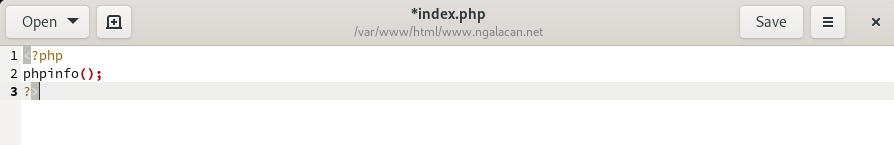 Open
*index.php
/var/www/html/www.ngalacan.net
Save
1 <?php
2 phpinfo();
3 ?>